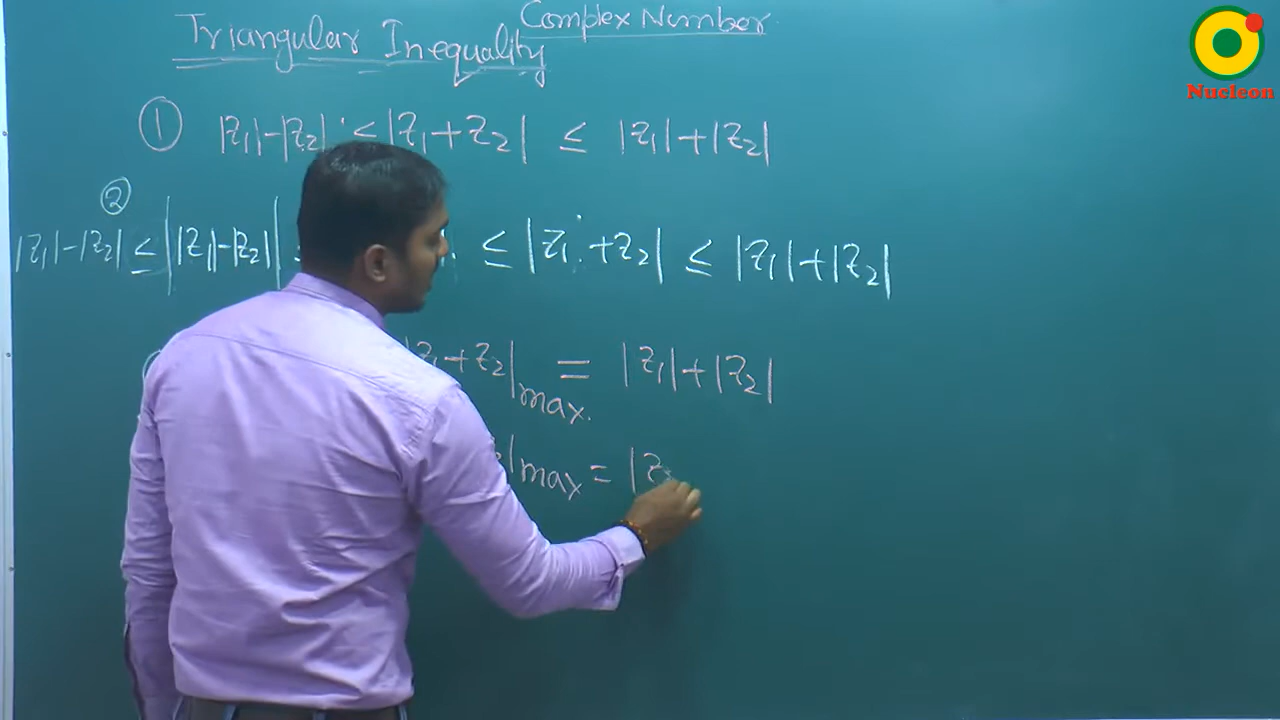 Complex Number
Triangular Inequality
① |z₁|-|z₂| ≤ |z₁+z₂| ≤ |z₁|+|z₂|
②
|z₁|-|z₂| ≤ ||z₁|-|z₂|| ≤ |z₁+z₂| ≤ |z₁|+|z₂|
|z₁+z₂|max. = |z₁|+|z₂|
|max = |z
Nucleon